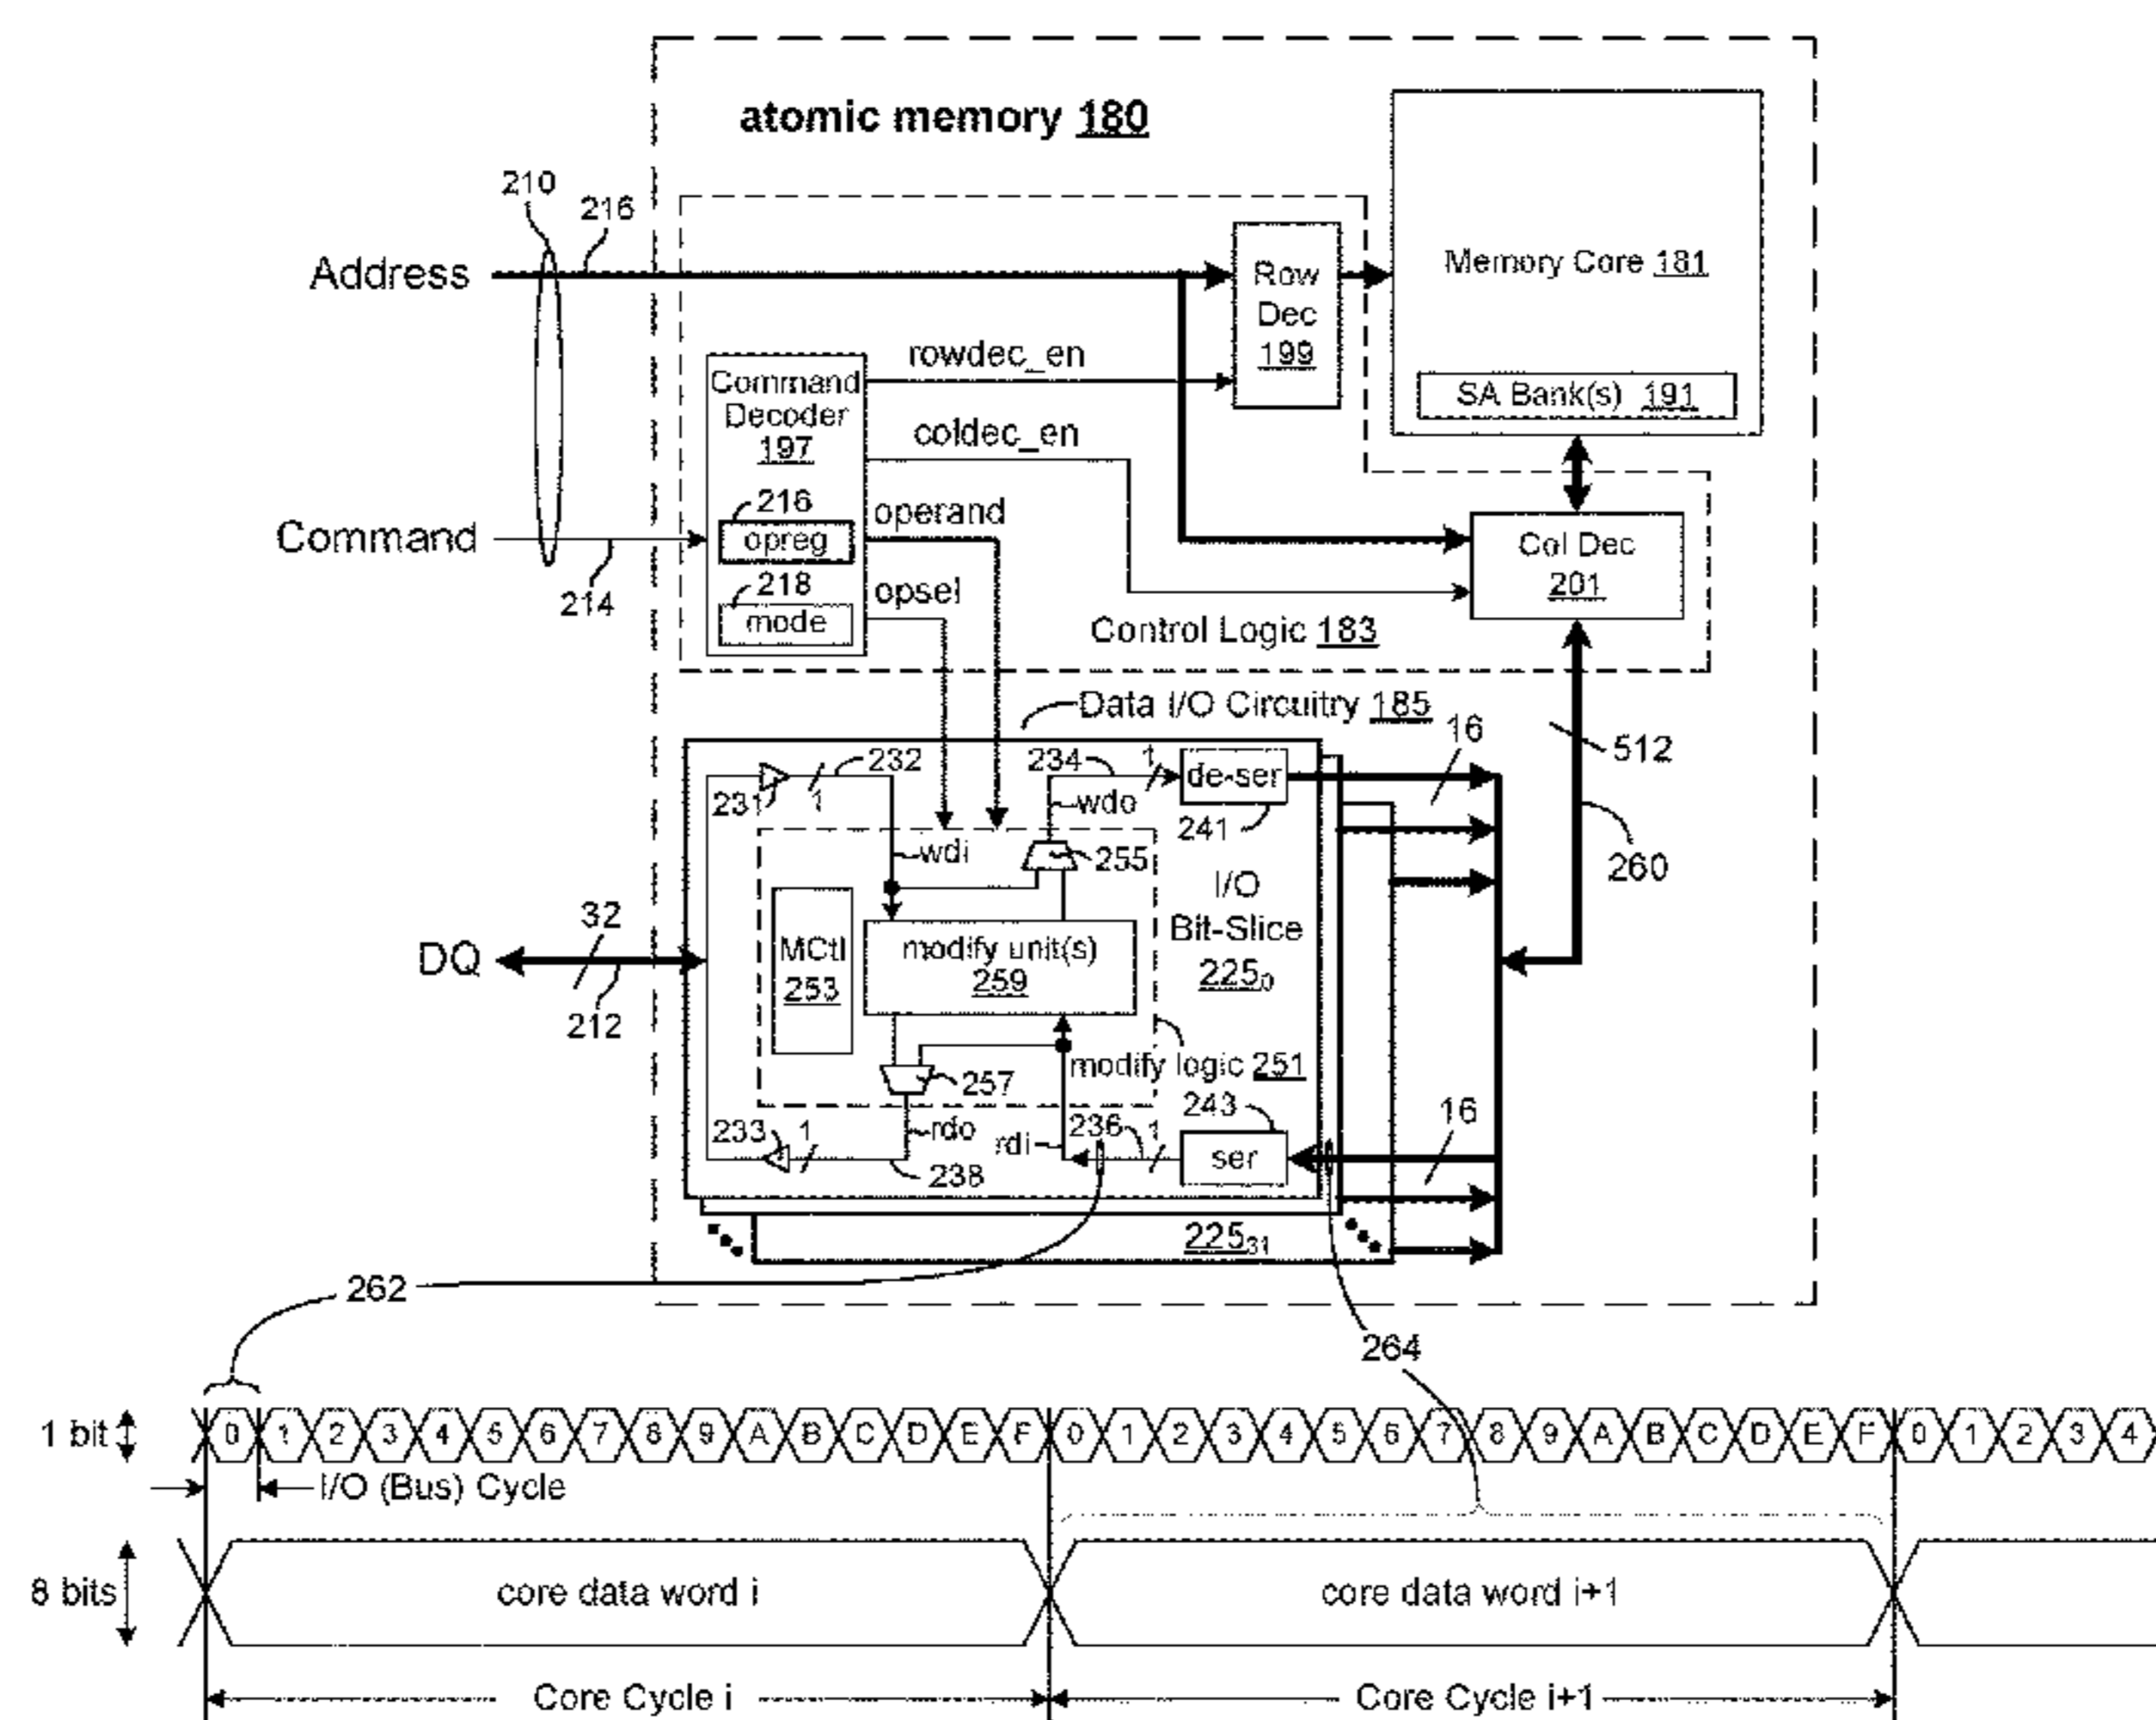 atomic memory 180
210
216
Address
Row
Dec
199
Memory Core 181
SA Bank(s) 191
rowdec_en
Command
Decoder
197
coldec_en
216
opreg
operand
Command
214
218
mode
opsel
Col Dec
201
Control Logic 183
Data I/O Circuitry 185
16
512
231
1
232
234
1
de-ser
wdo
241
wdi
255
260
I/O
Bit-Slice
225₀
32
DQ
212
MCtl
253
modify unit(s)
259
modify logic 251
257
243
16
233
1
rdo
rdi
236
1
ser
238
225₃₁
262
264
1 bit
0 1 2 3 4 5 6 7 8 9 A B C D E F 0 1 2 3 4 5 6 7 8 9 A B C D E F 0 1 2 3 4
I/O (Bus) Cycle
8 bits
core data word i
core data word i+1
Core Cycle i
Core Cycle i+1